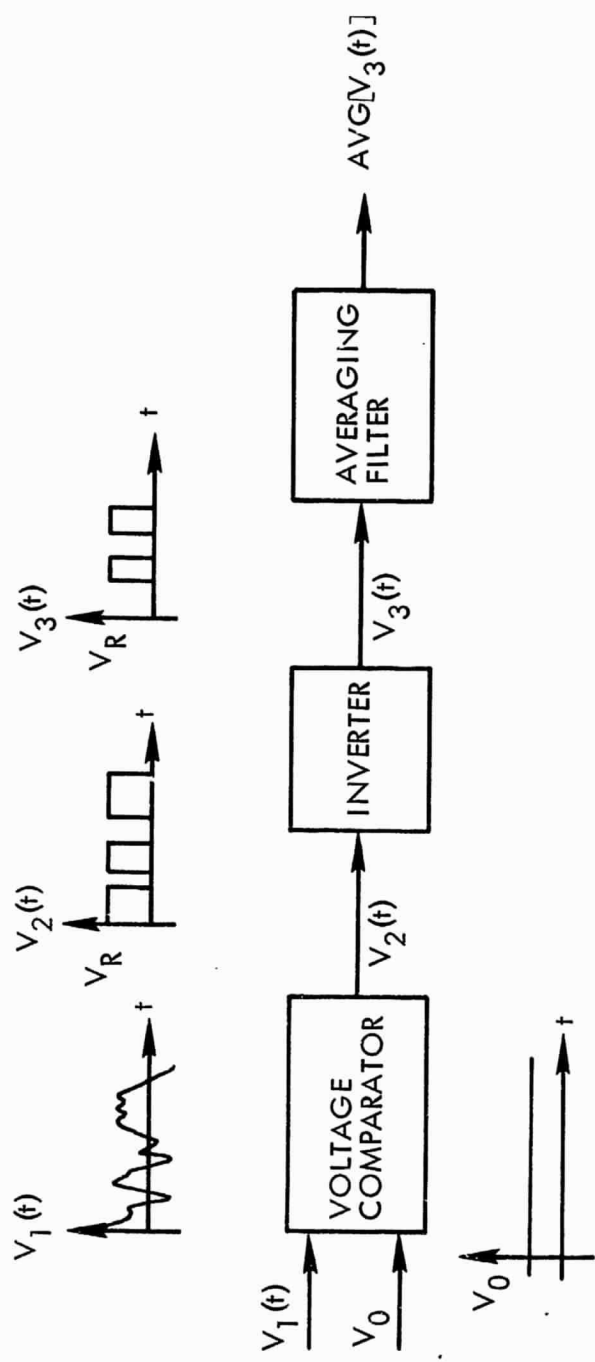 V1(t)
t
V2(t)
VR
t
V3(t)
VR
t
V1(t)
V0
VOLTAGE
COMPARATOR
V2(t)
INVERTER
V3(t)
AVERAGING
FILTER
AVG[V3(t)]
V0
t